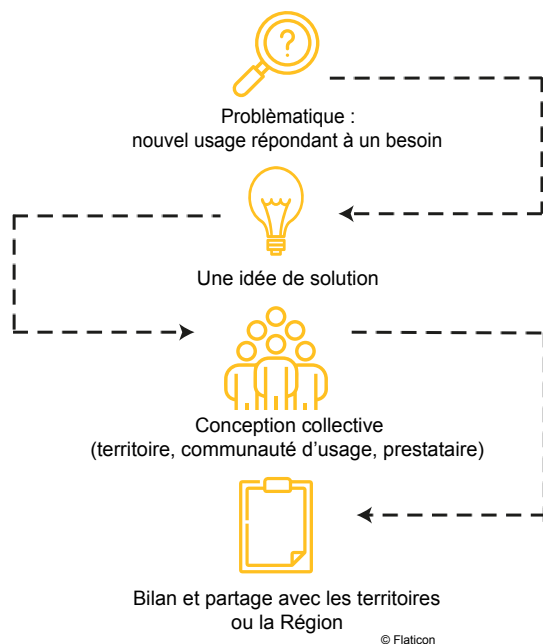 ?
Problèmatique :
nouvel usage répondant à un besoin
Une idée de solution
Conception collective
(territoire, communauté d'usage, prestataire)
Bilan et partage avec les territoires
ou la Région
© Flaticon